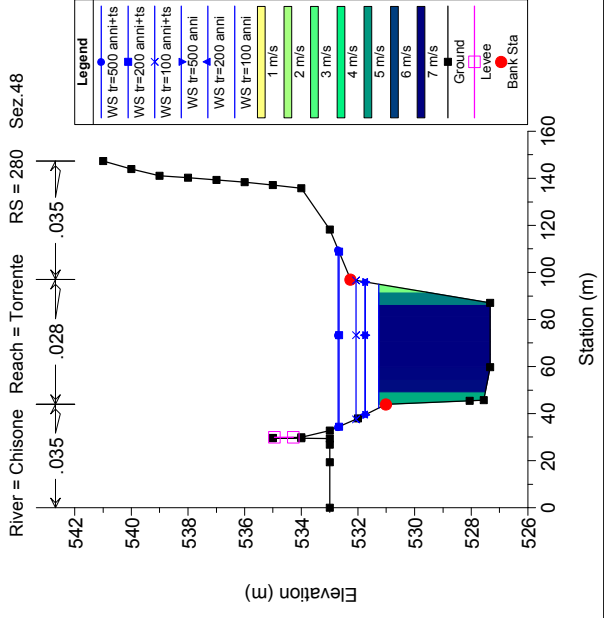 River = Chisone   Reach = Torrente   RS = 280   Sez.48
.035
.028
.035
Legend
WS tr=500 anni+ts
WS tr=200 anni+ts
WS tr=100 anni+ts
WS tr=500 anni
WS tr=200 anni
WS tr=100 anni
1 m/s
2 m/s
3 m/s
4 m/s
5 m/s
6 m/s
7 m/s
Ground
Levee
Bank Sta
542
540
538
536
534
532
530
528
526
Elevation (m)
0
20
40
60
80
100
120
140
160
Station (m)